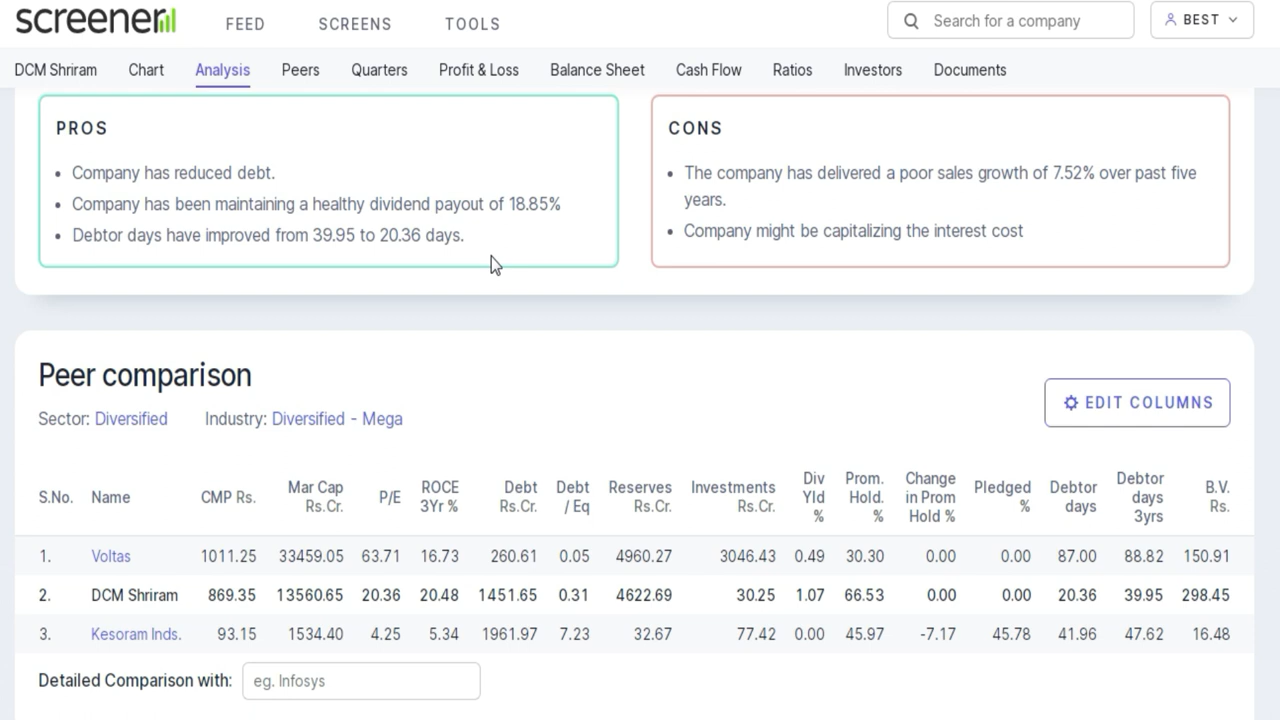 screener
FEED SCREENS TOOLS
Search for a company
BEST
DCM Shriram Chart Analysis Peers Quarters Profit & Loss Balance Sheet Cash Flow Ratios Investors Documents
PROS
• Company has reduced debt.
• Company has been maintaining a healthy dividend payout of 18.85%
• Debtor days have improved from 39.95 to 20.36 days.
CONS
• The company has delivered a poor sales growth of 7.52% over past five
years.
• Company might be capitalizing the interest cost
Peer comparison
Sector: Diversified Industry: Diversified - Mega
EDIT COLUMNS
S.No. Name CMP Rs. Mar Cap Rs.Cr. P/E ROCE 3Yr % Debt Rs.Cr. Debt / Eq Reserves Rs.Cr. Investments Rs.Cr. Div Yld % Prom. Hold. % Change in Prom Hold % Pledged % Debtor days Debtor days 3yrs B.V. Rs.
1. Voltas 1011.25 33459.05 63.71 16.73 260.61 0.05 4960.27 3046.43 0.49 30.30 0.00 0.00 87.00 88.82 150.91
2. DCM Shriram 869.35 13560.65 20.36 20.48 1451.65 0.31 4622.69 30.25 1.07 66.53 0.00 0.00 20.36 39.95 298.45
3. Kesoram Inds. 93.15 1534.40 4.25 5.34 1961.97 7.23 32.67 77.42 0.00 45.97 -7.17 45.78 41.96 47.62 16.48
Detailed Comparison with: eg. Infosys